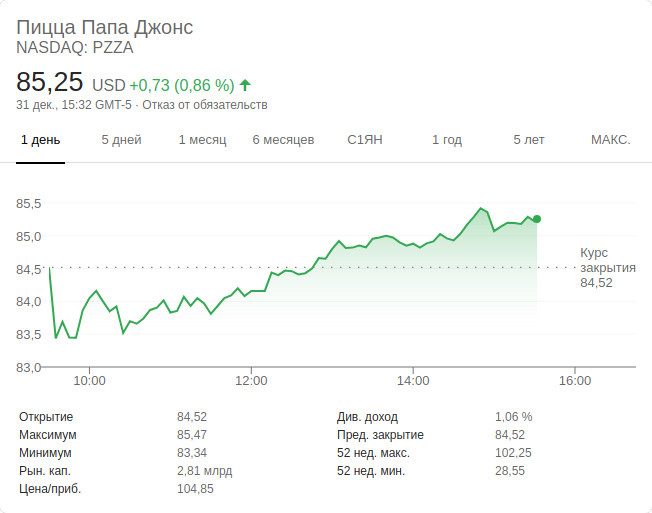 Пицца Папа Джонс
NASDAQ: PZZA
85,25 USD +0,73 (0,86 %)
31 дек., 15:32 GMT-5 · Отказ от обязательств
1 день 5 дней 1 месяц 6 месяцев С1ЯН 1 год 5 лет МАКС.
85,5
85,0
84,5
84,0
83,5
83,0
Курс
закрытия
84,52
10:00 12:00 14:00 16:00
Открытие 84,52 Див. доход 1,06 %
Максимум 85,47 Пред. закрытие 84,52
Минимум 83,34 52 нед. макс. 102,25
Рын. кап. 2,81 млрд 52 нед. мин. 28,55
Цена/приб. 104,85